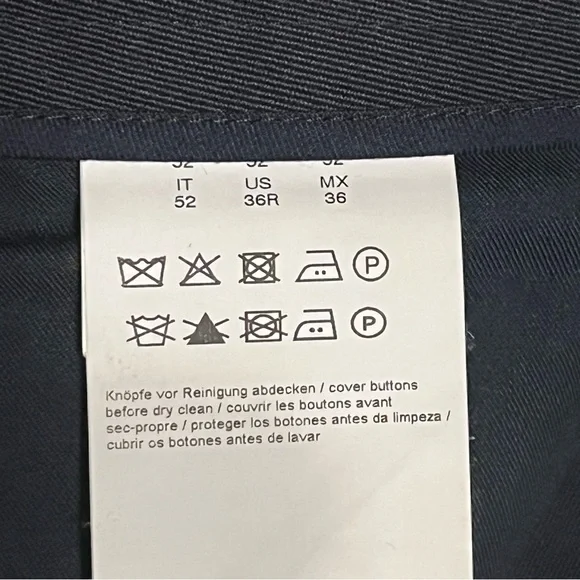 IT US MX
52 36R 36
P
P
Knöpfe vor Reinigung abdecken / cover buttons
before dry clean / couvrir les boutons avant
sec-propre / proteger los botones antes da limpeza /
cubrir os botones antes de lavar